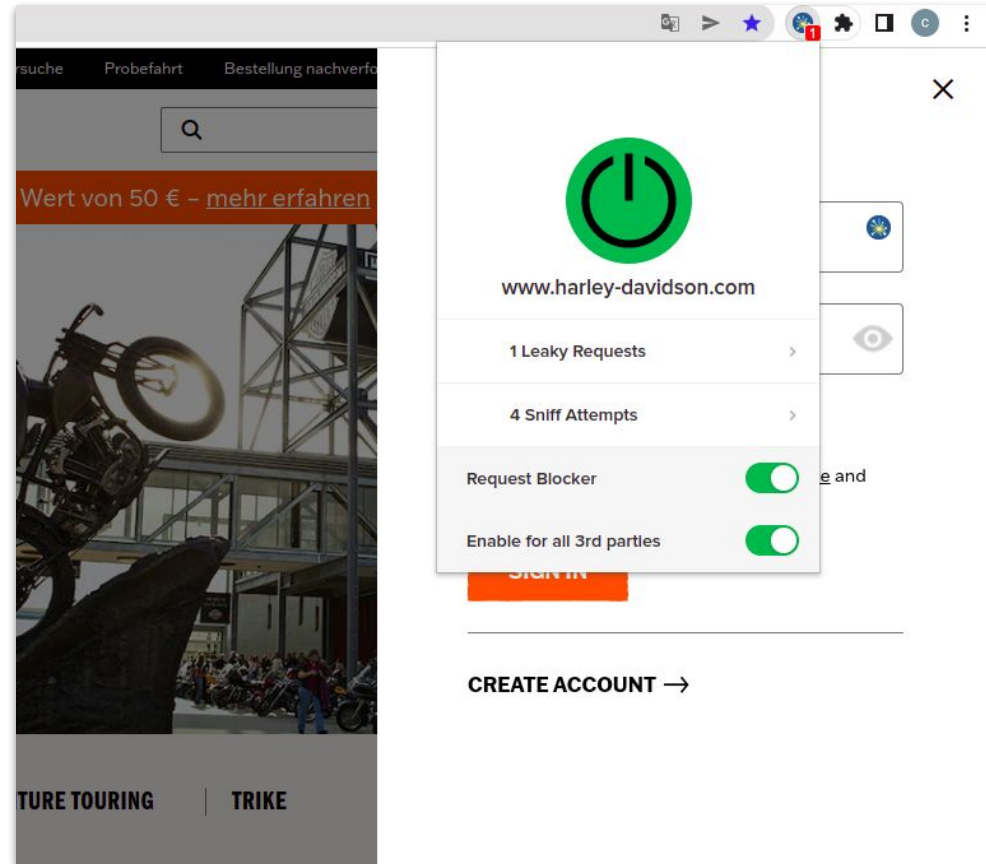 1
C
rsuche Probefahrt Bestellung nachverfo
Wert von 50 € – mehr erfahren
www.harley-davidson.com
1 Leaky Requests
4 Sniff Attempts
Request Blocker
e and
Enable for all 3rd parties
SIGN IN
CREATE ACCOUNT →
TURE TOURING | TRIKE